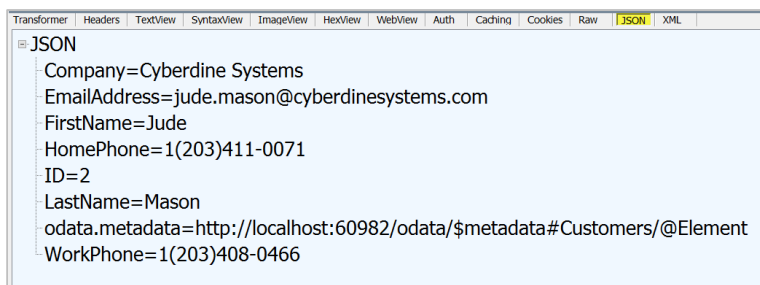 Transformer Headers TextView SyntaxView ImageView HexView WebView Auth Caching Cookies Raw JSON XML
JSON
Company=Cyberdine Systems
EmailAddress=jude.mason@cyberdinesystems.com
FirstName=Jude
HomePhone=1(203)411-0071
ID=2
LastName=Mason
odata.metadata=http://localhost:60982/odata/$metadata#Customers/@Element
WorkPhone=1(203)408-0466